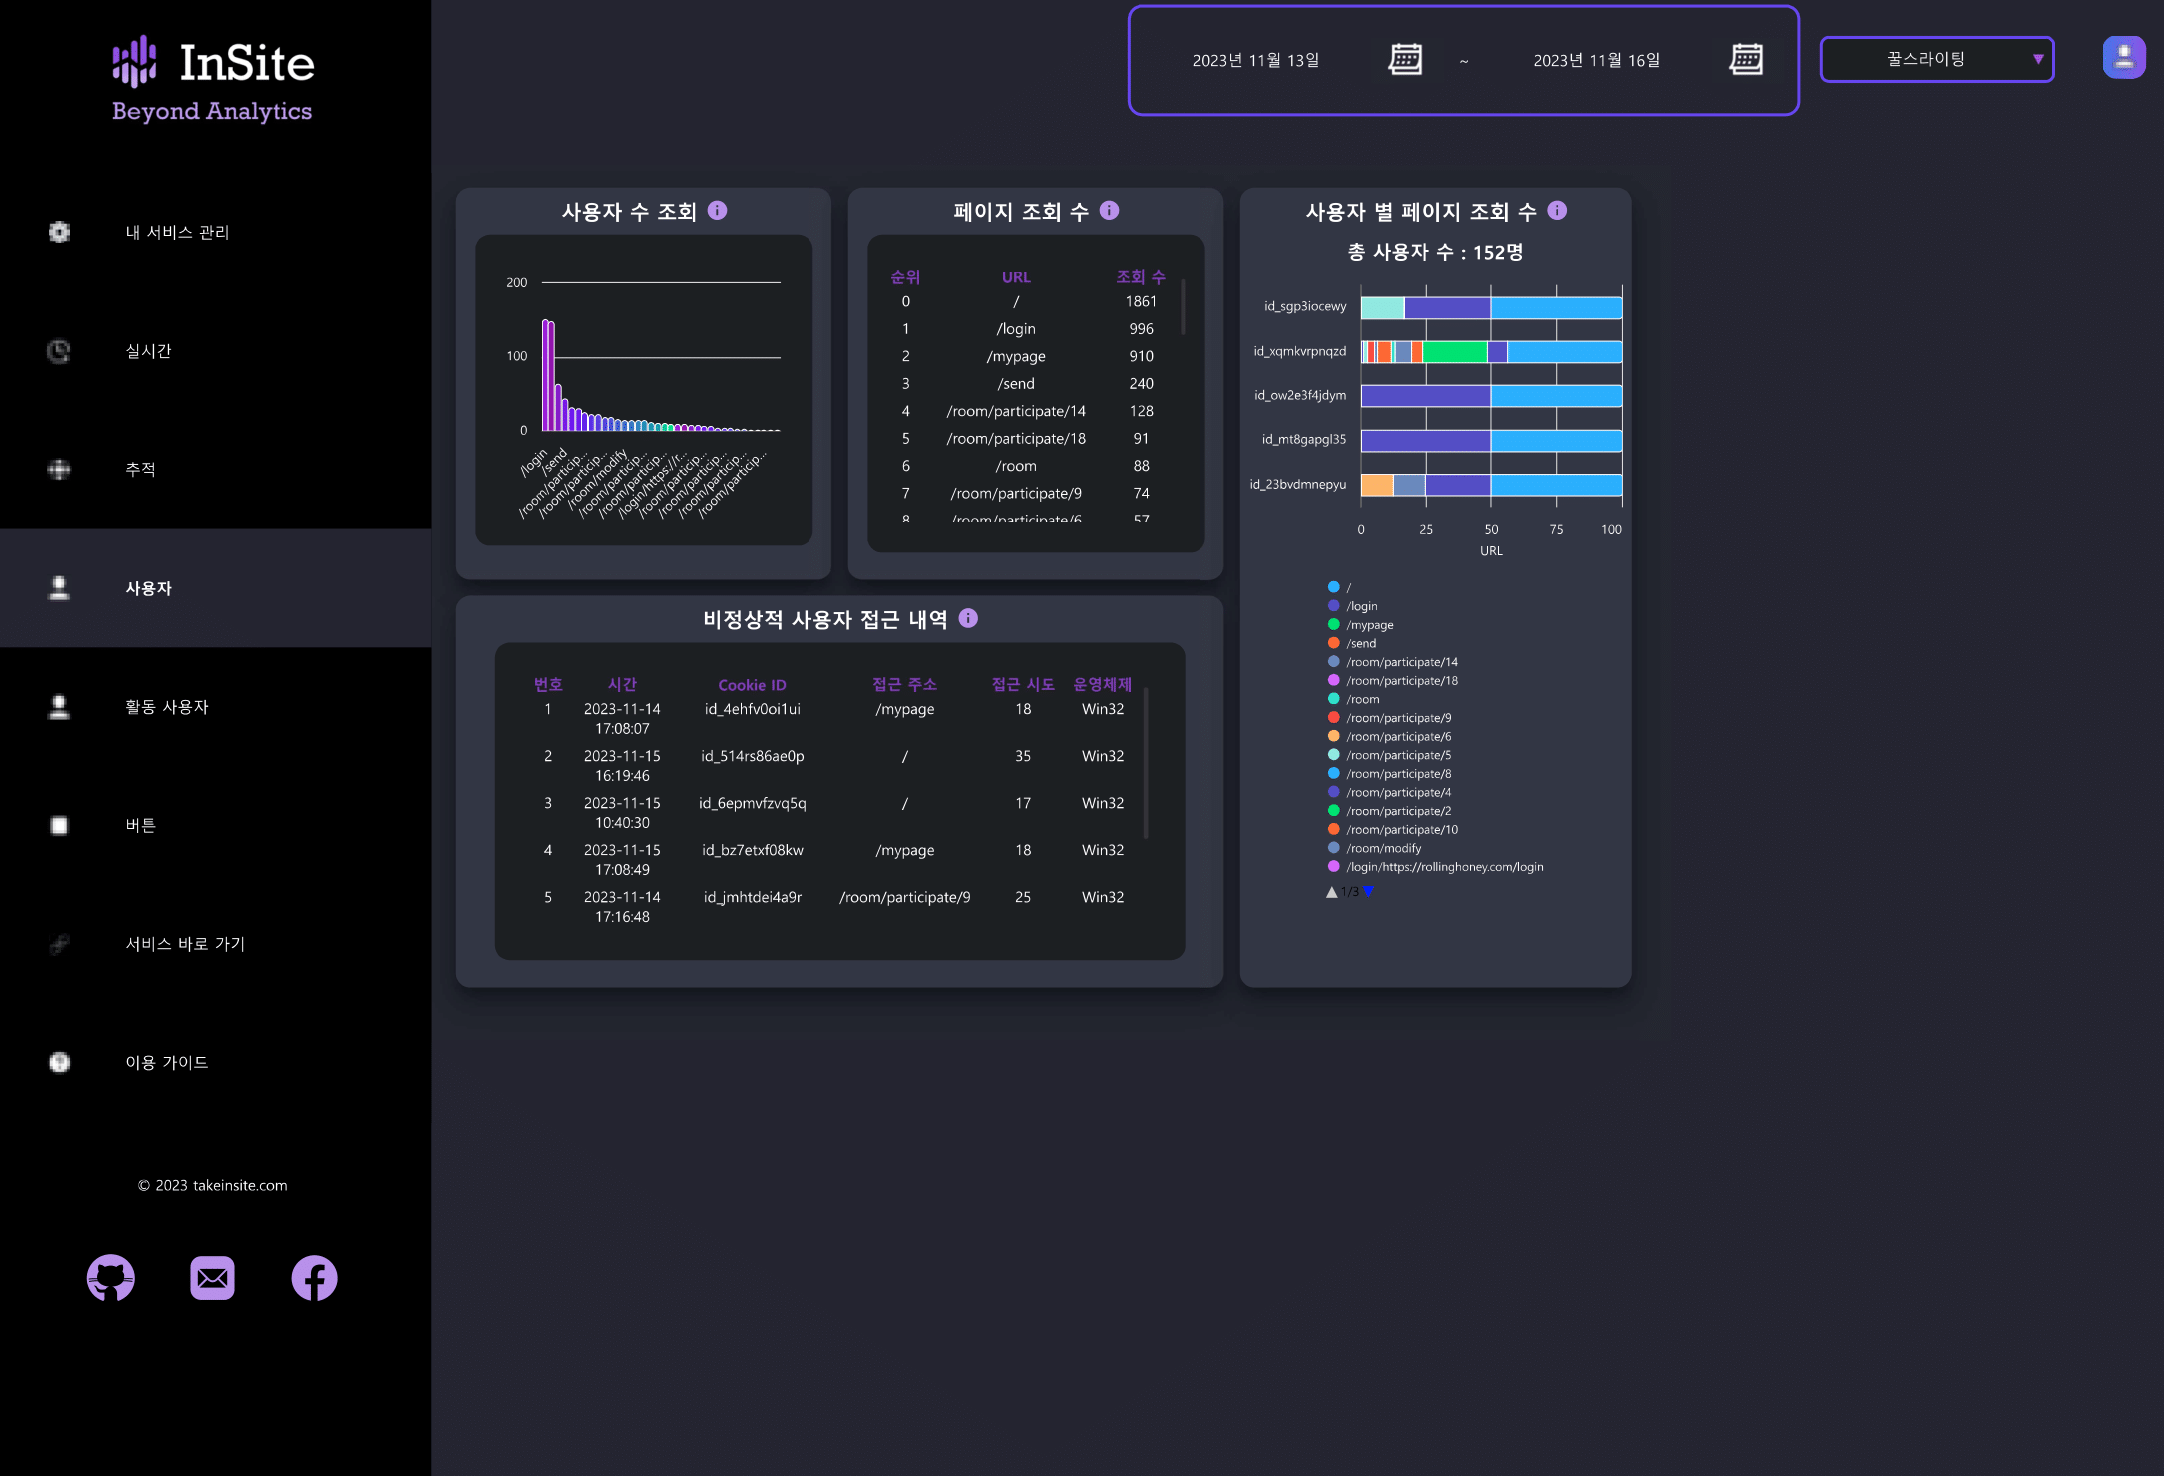 InSite
Beyond Analytics
2023년 11월 13일 ~ 2023년 11월 16일
꿀스라이팅
내 서비스 관리
실시간
추적
사용자
활동 사용자
버튼
서비스 바로 가기
이용 가이드
© 2023 takeinsite.com
사용자 수 조회
200
100
0
/login
/send
/room/particip...
/room/particip...
/room/modify
/room/particip...
/room/particip...
/login/https://r...
/room/particip...
/room/particip...
/room/particip...
/room/particip...
페이지 조회 수
순위 URL 조회 수
0 / 1861
1 /login 996
2 /mypage 910
3 /send 240
4 /room/participate/14 128
5 /room/participate/18 91
6 /room 88
7 /room/participate/9 74
8 /room/participate/6 57
비정상적 사용자 접근 내역
번호 시간 Cookie ID 접근 주소 접근 시도 운영체제
1 2023-11-14 17:08:07 id_4ehfv0oi1ui /mypage 18 Win32
2 2023-11-15 16:19:46 id_514rs86ae0p / 35 Win32
3 2023-11-15 10:40:30 id_6epmvfzvq5q / 17 Win32
4 2023-11-15 17:08:49 id_bz7etxf08kw /mypage 18 Win32
5 2023-11-14 17:16:48 id_jmhtdei4a9r /room/participate/9 25 Win32
사용자 별 페이지 조회 수
총 사용자 수 : 152명
id_sgp3iocewy
id_xqmkvrpnqzd
id_ow2e3f4jdym
id_mt8gapgl35
id_23bvdmnepyu
0 25 50 75 100
URL
/
/login
/mypage
/send
/room/participate/14
/room/participate/18
/room
/room/participate/9
/room/participate/6
/room/participate/5
/room/participate/8
/room/participate/4
/room/participate/2
/room/participate/10
/room/modify
/login/https://rollinghoney.com/login
1/3